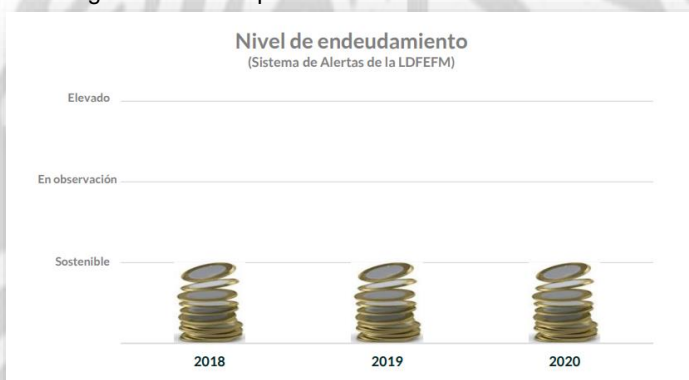 Nivel de endeudamiento
(Sistema de Alertas de la LDFEFM)
Elevado
En observación
Sostenible
2018 2019 2020